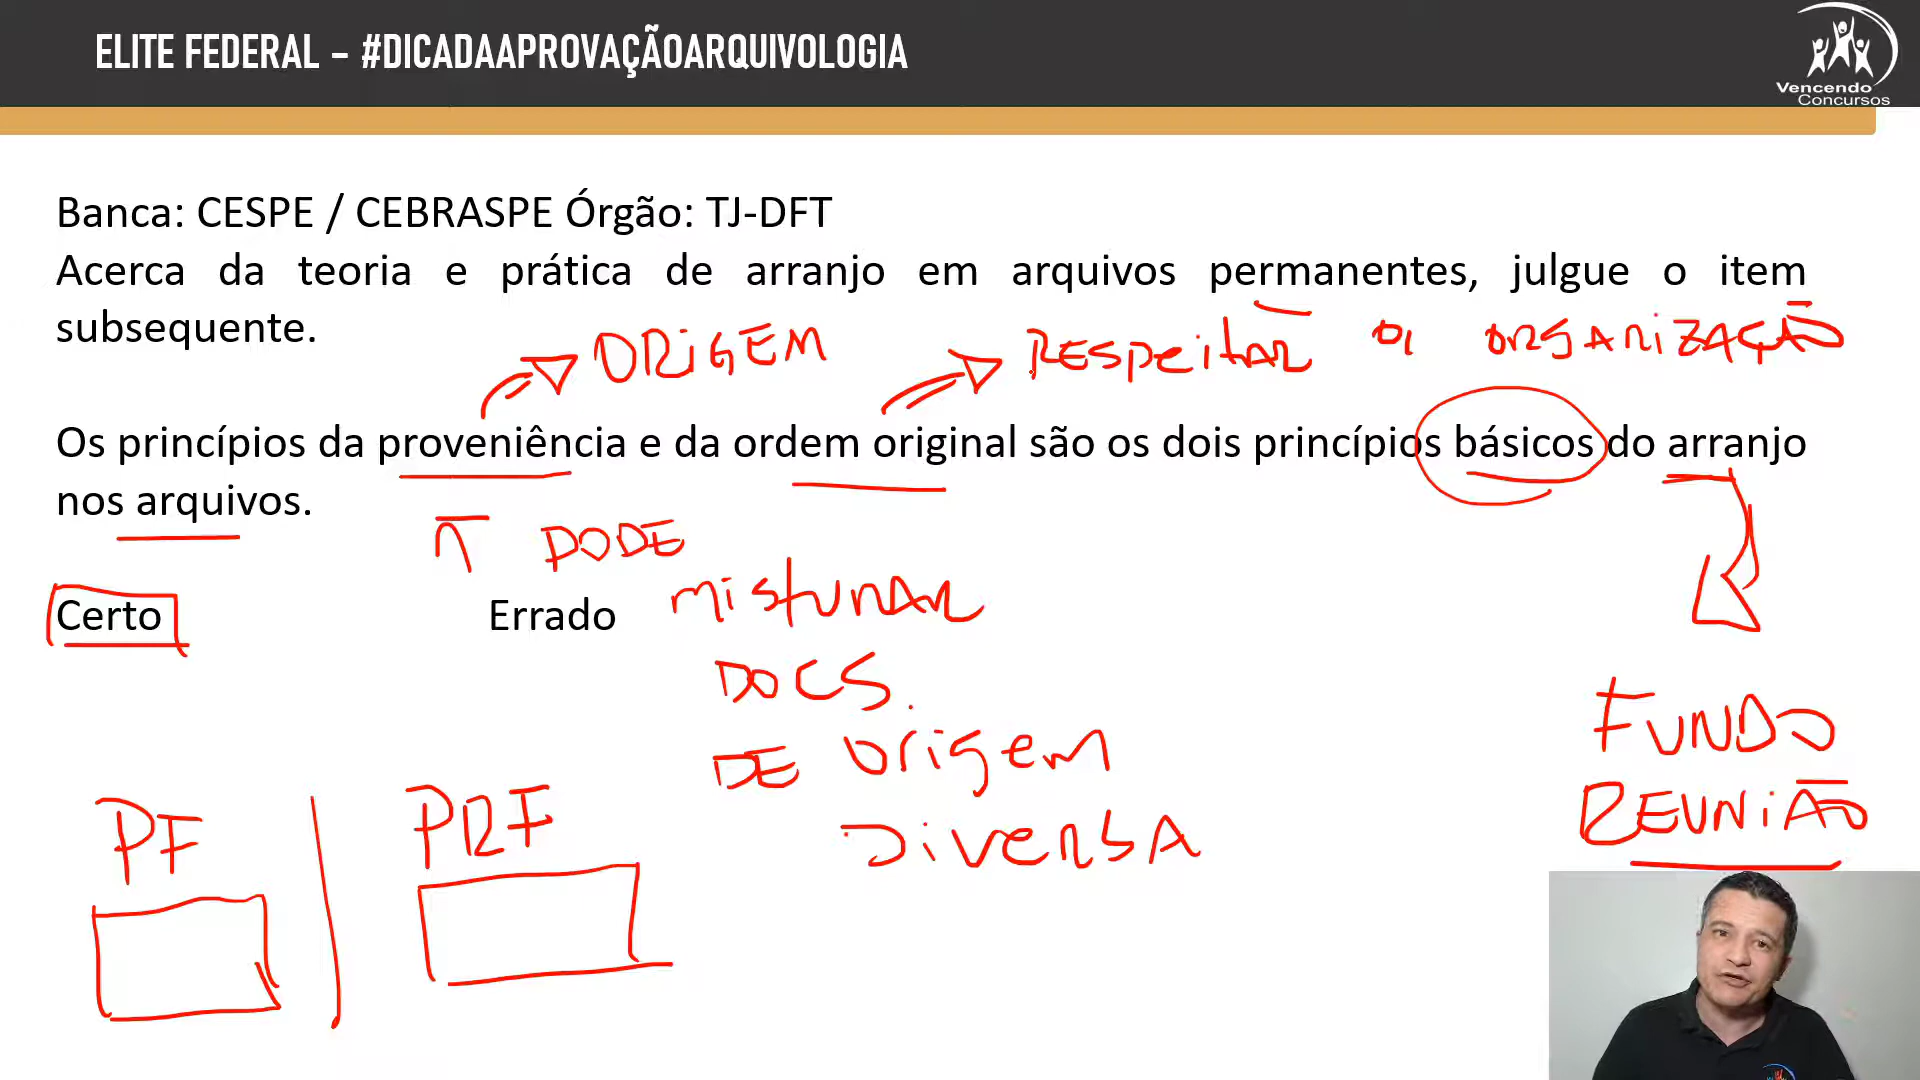 ELITE FEDERAL – #DICADAAPROVAÇÃOARQUIVOLOGIA
Vencendo
Concursos
Banca: CESPE / CEBRASPE Órgão: TJ-DFT
Acerca da teoria e prática de arranjo em arquivos permanentes, julgue o item
subsequente.
ORIGEM
RESPEITAR a ORGANIZAÇÃO
Os princípios da proveniência e da ordem original são os dois princípios básicos do arranjo
nos arquivos.
PODE
Certo
Errado
misturAR
DOCS.
DE origem
DiversA
FUNDO
REUNIÃO
PF
PRF